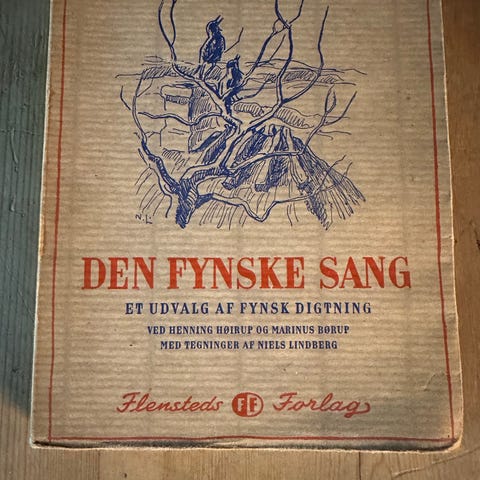 N.L.
DEN FYNSKE SANG
ET UDVALG AF FYNSK DIGTNING
VED HENNING HØIRUP OG MARINUS BØRUP
MED TEGNINGER AF NIELS LINDBERG
Flensteds FF Forlag